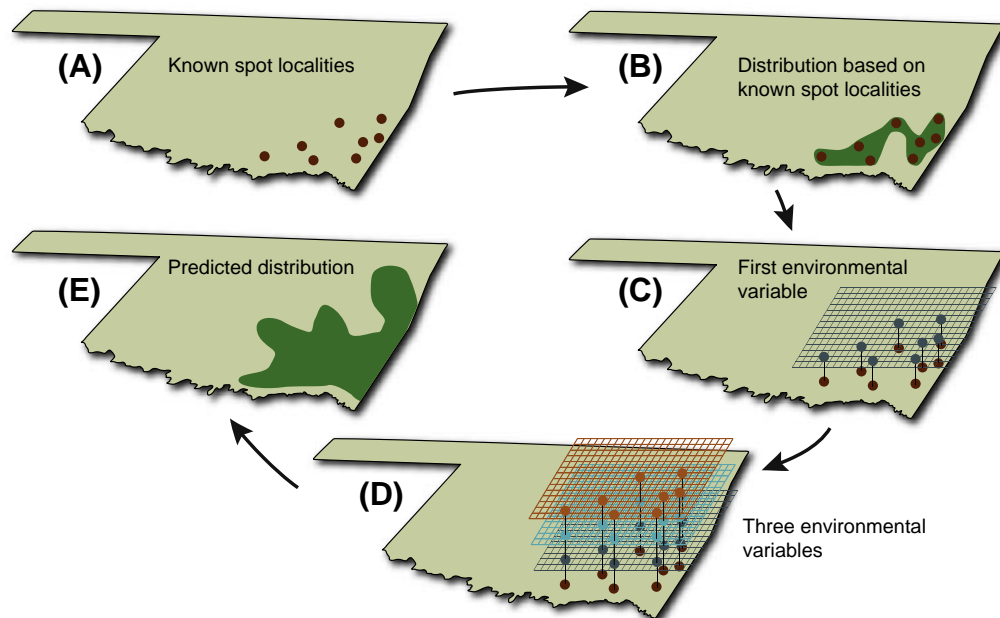 (A)
Known spot localities
(B)
Distribution based on
known spot localities
(C)
First environmental
variable
(D)
Three environmental
variables
(E)
Predicted distribution